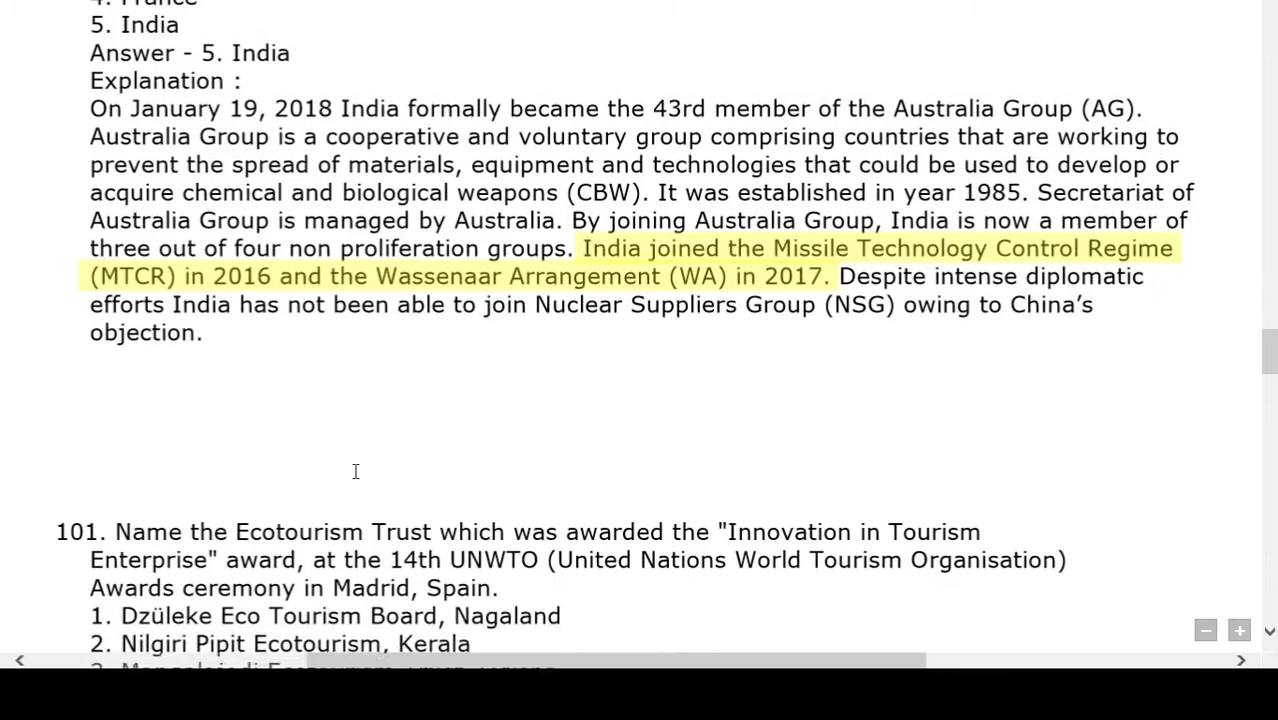 4. France
5. India
Answer - 5. India
Explanation :
On January 19, 2018 India formally became the 43rd member of the Australia Group (AG).
Australia Group is a cooperative and voluntary group comprising countries that are working to
prevent the spread of materials, equipment and technologies that could be used to develop or
acquire chemical and biological weapons (CBW). It was established in year 1985. Secretariat of
Australia Group is managed by Australia. By joining Australia Group, India is now a member of
three out of four non proliferation groups. India joined the Missile Technology Control Regime
(MTCR) in 2016 and the Wassenaar Arrangement (WA) in 2017. Despite intense diplomatic
efforts India has not been able to join Nuclear Suppliers Group (NSG) owing to China’s
objection.
101. Name the Ecotourism Trust which was awarded the "Innovation in Tourism
Enterprise" award, at the 14th UNWTO (United Nations World Tourism Organisation)
Awards ceremony in Madrid, Spain.
1. Dzüleke Eco Tourism Board, Nagaland
2. Nilgiri Pipit Ecotourism, Kerala